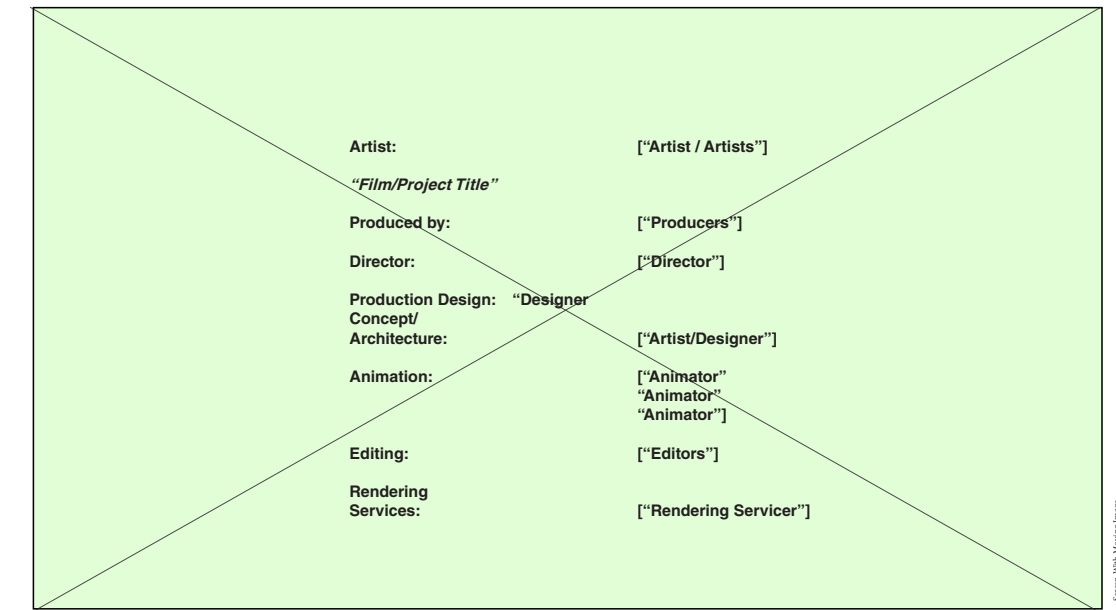 Artist: [“Artist / Artists”]
“Film/Project Title”
Produced by: [“Producers”]
Director: [“Director”]
Production Design: “Designer
Concept/
Architecture: [“Artist/Designer”]
Animation: [“Animator”
“Animator”
“Animator”]
Editing: [“Editors”]
Rendering
Services: [“Rendering Servicer”]